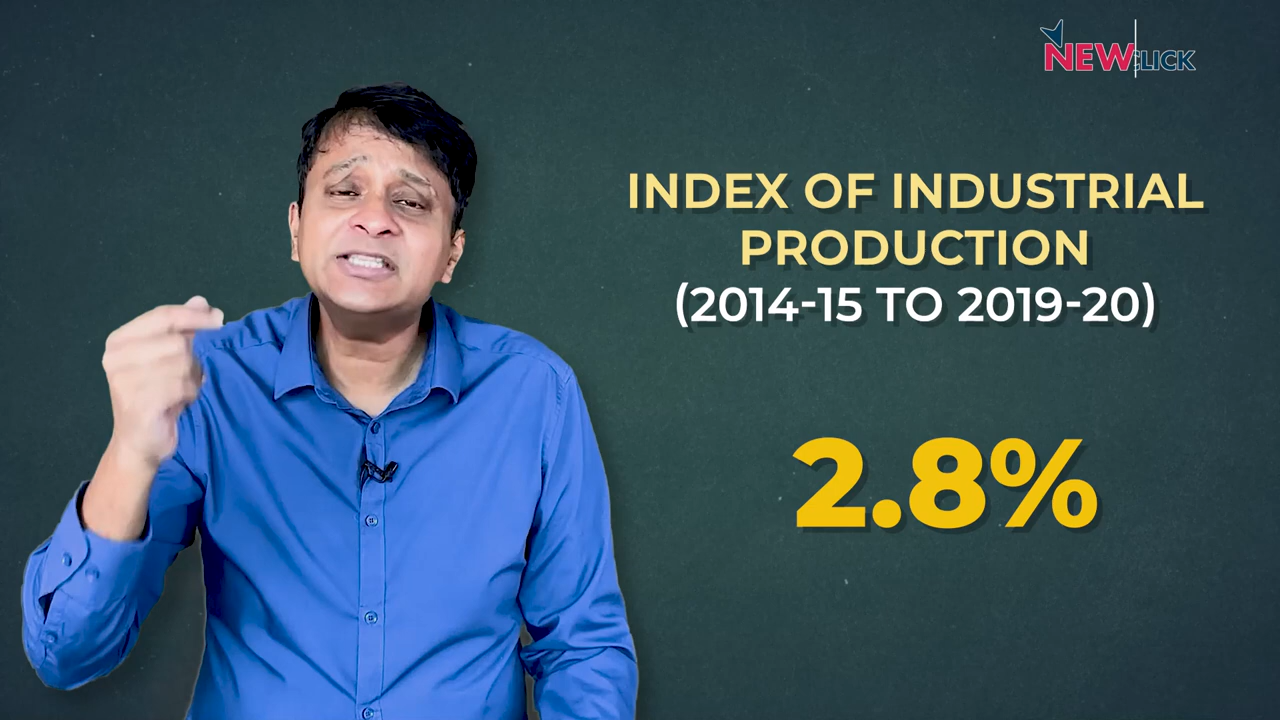 NEWSCLICK
INDEX OF INDUSTRIAL
PRODUCTION
(2014-15 TO 2019-20)
2.8%